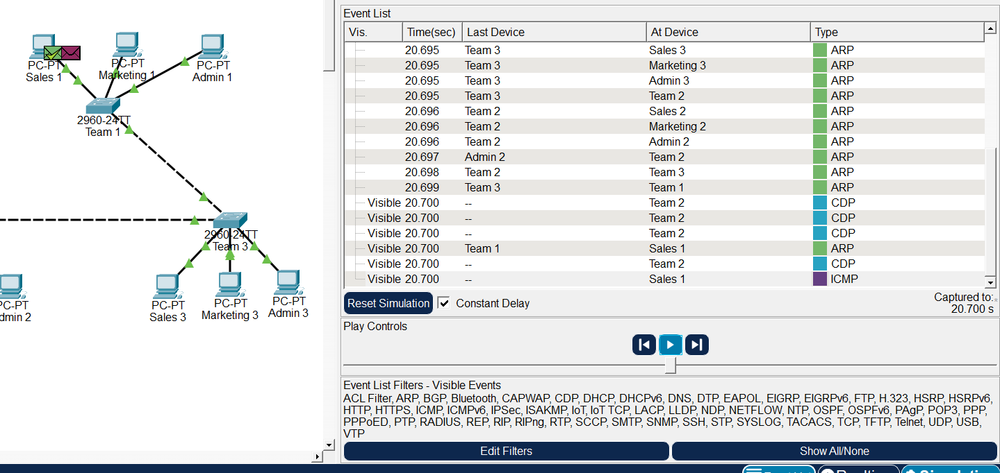 PC-PT
Sales 1
PC-PT
Marketing 1
PC-PT
Admin 1
2960-24TT
Team 1
2960-24TT
Team 3
PC-PT
Sales 3
PC-PT
Marketing 3
PC-PT
Admin 3
Event List
Vis. Time(sec) Last Device At Device Type
20.695 Team 3 Sales 3 ARP
20.695 Team 3 Marketing 3 ARP
20.695 Team 3 Admin 3 ARP
20.695 Team 3 Team 2 ARP
20.696 Team 2 Sales 2 ARP
20.696 Team 2 Marketing 2 ARP
20.696 Team 2 Admin 2 ARP
20.697 Admin 2 Team 2 ARP
20.698 Team 2 Team 3 ARP
20.699 Team 3 Team 1 ARP
Visible 20.700 -- Team 2 CDP
Visible 20.700 -- Team 2 CDP
Visible 20.700 -- Team 2 CDP
Visible 20.700 Team 1 Sales 1 ARP
Visible 20.700 -- Team 2 CDP
Visible 20.700 -- Sales 1 ICMP
Reset Simulation Constant Delay
Captured to:
20.700 s
Play Controls
Event List Filters - Visible Events
ACL Filter, ARP, BGP, Bluetooth, CAPWAP, CDP, DHCP, DHCPv6, DNS, DTP, EAPOL, EIGRP, EIGRPv6, FTP, H.323, HSRP, HSRPv6,
HTTP, HTTPS, ICMP, ICMPv6, IPSec, ISAKMP, IoT, IoT TCP, LACP, LLDP, NDP, NETFLOW, NTP, OSPF, OSPFv6, PAgP, POP3, PPP,
PPPoED, PTP, RADIUS, REP, RIP, RIPng, RTP, SCCP, SMTP, SNMP, SSH, STP, SYSLOG, TACACS, TCP, TFTP, Telnet, UDP, USB,
VTP
Edit Filters Show All/None